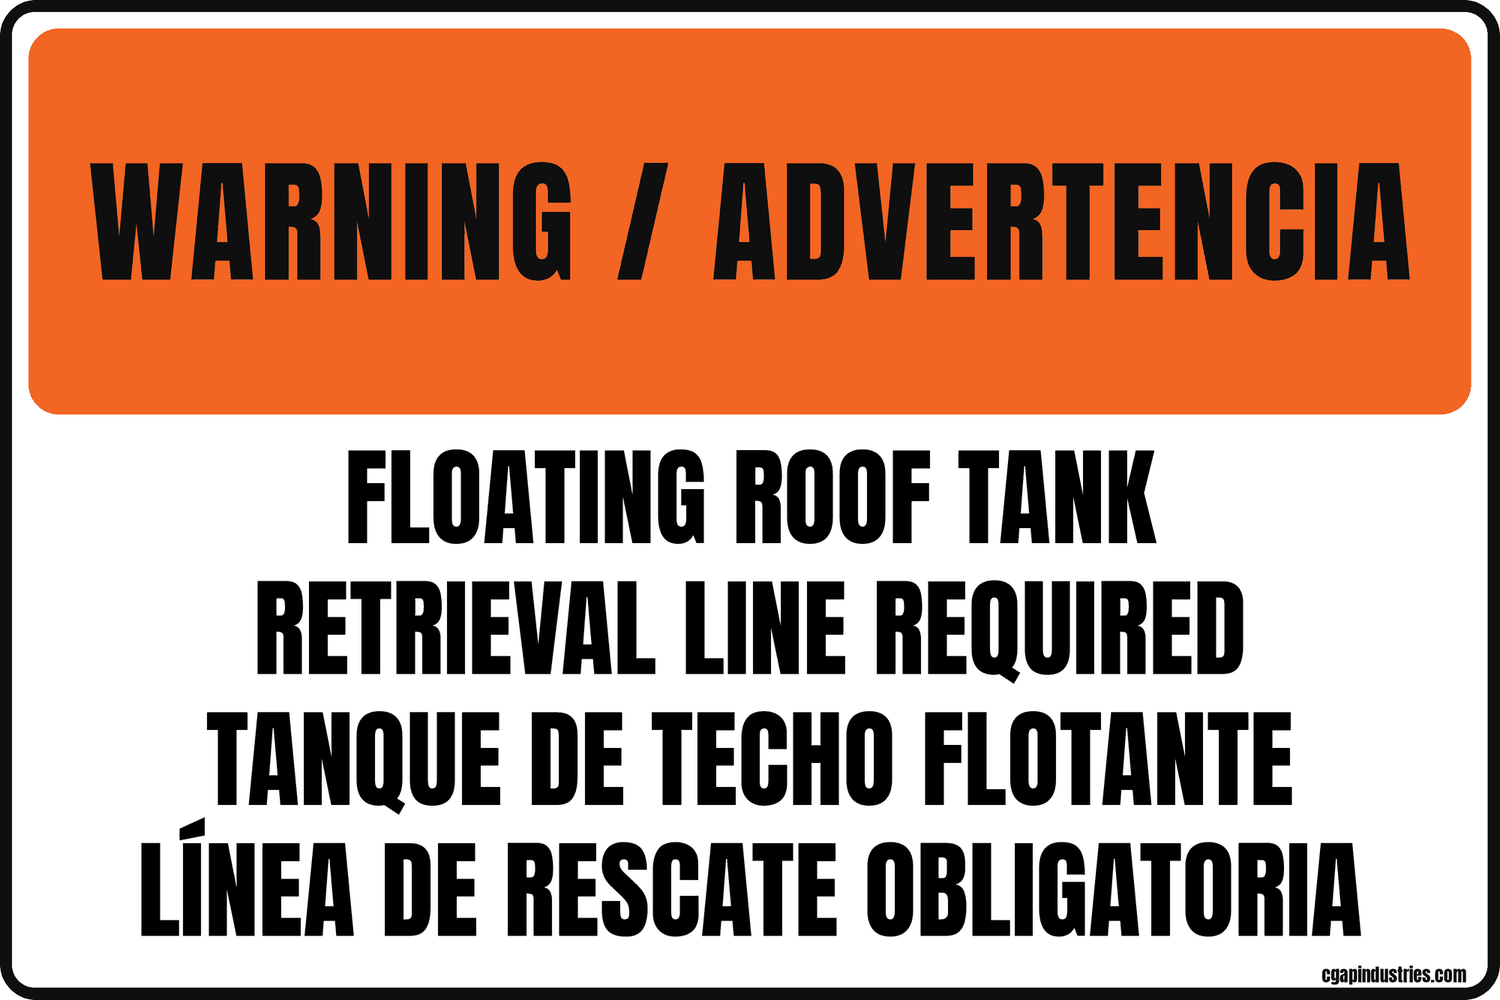 WARNING / ADVERTENCIA
FLOATING ROOF TANK
RETRIEVAL LINE REQUIRED
TANQUE DE TECHO FLOTANTE
LÍNEA DE RESCATE OBLIGATORIA
cgapindustries.com